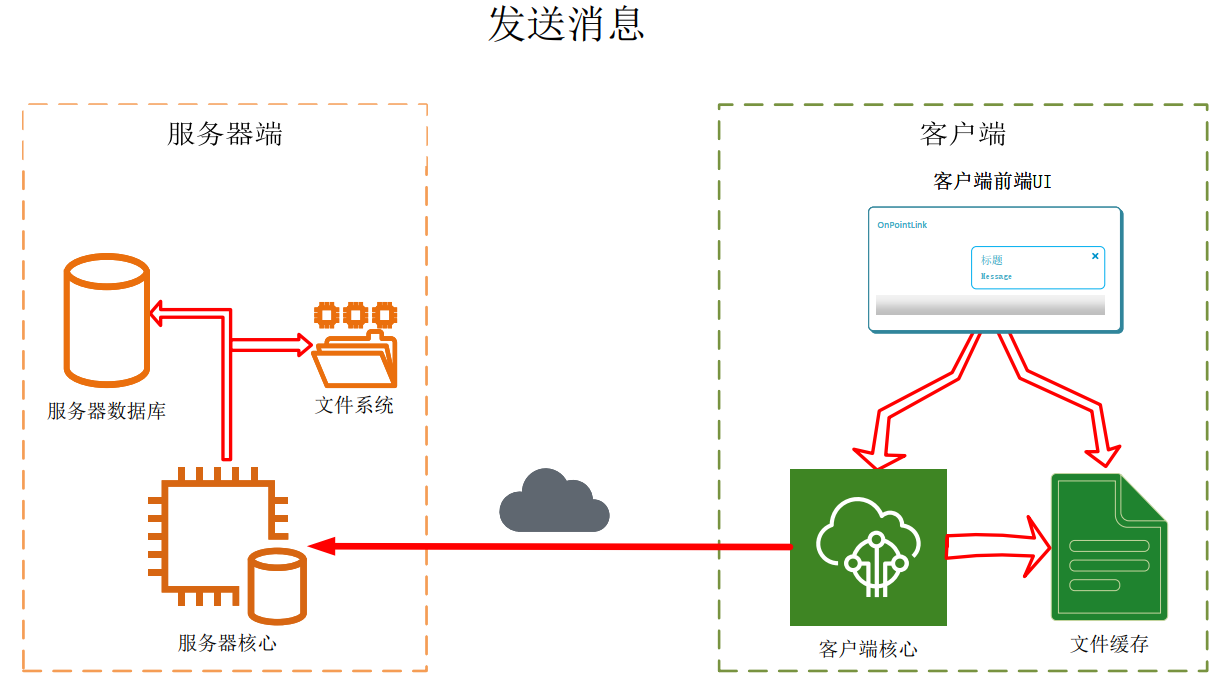 发送消息
服务器端
客户端
客户端前端UI
OnPointLink
标题
Message
服务器数据库
文件系统
服务器核心
客户端核心
文件缓存